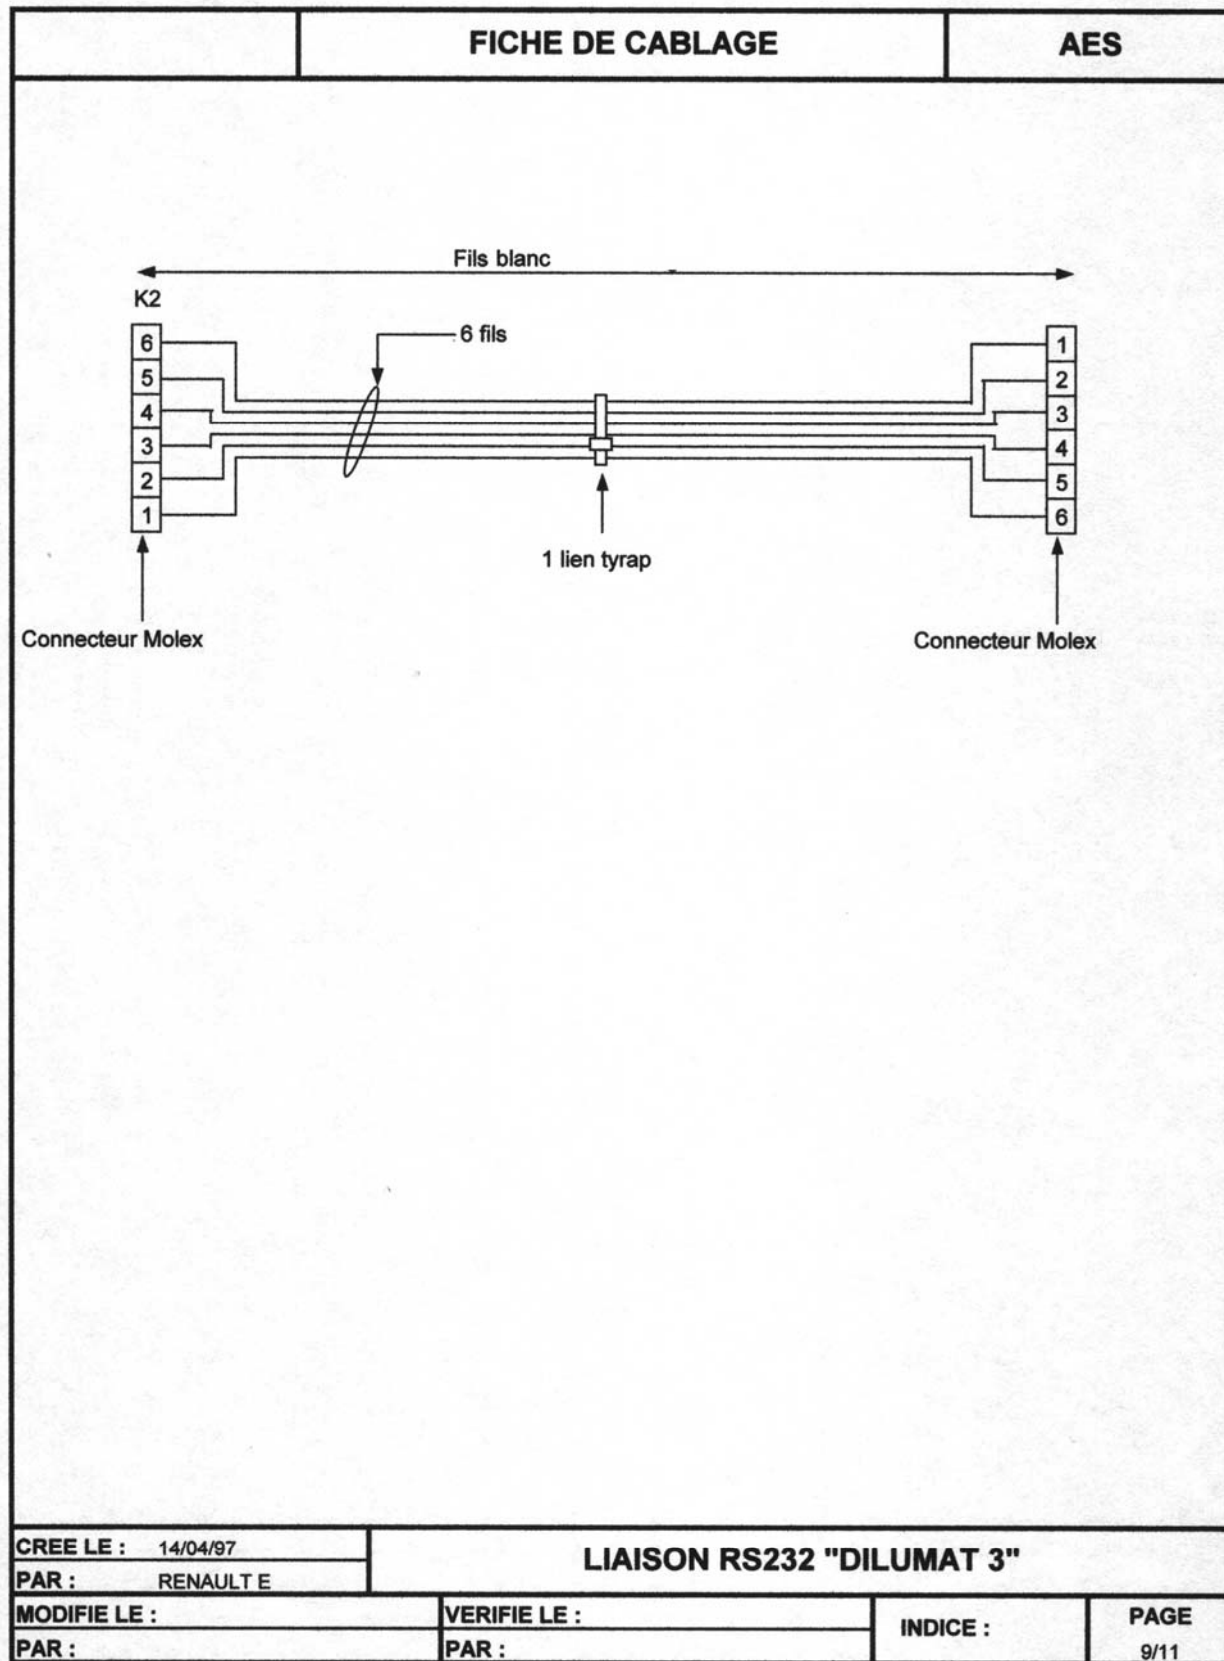 FICHE DE CABLAGE
AES
Fils blanc
K2
6 fils
6
5
4
3
2
1
1
2
3
4
5
6
1 lien tyrap
Connecteur Molex
Connecteur Molex
CREE LE : 14/04/97
PAR : RENAULT E
LIAISON RS232 "DILUMAT 3"
MODIFIE LE :
PAR :
VERIFIE LE :
PAR :
INDICE :
PAGE
9/11